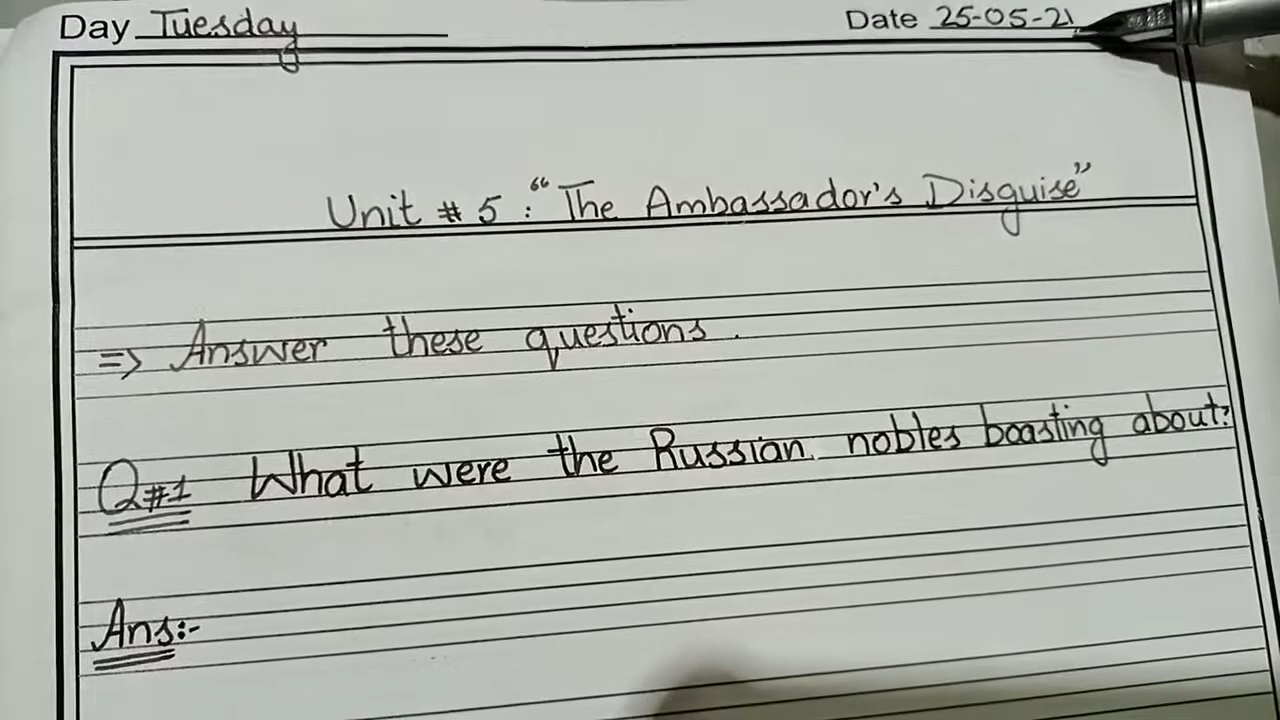 Day Tuesday Date 25-05-21
Unit # 5 : "The Ambassador's Disguise"
=> Answer these questions.
Q#1 What were the Russian nobles boasting about?
Ans:-